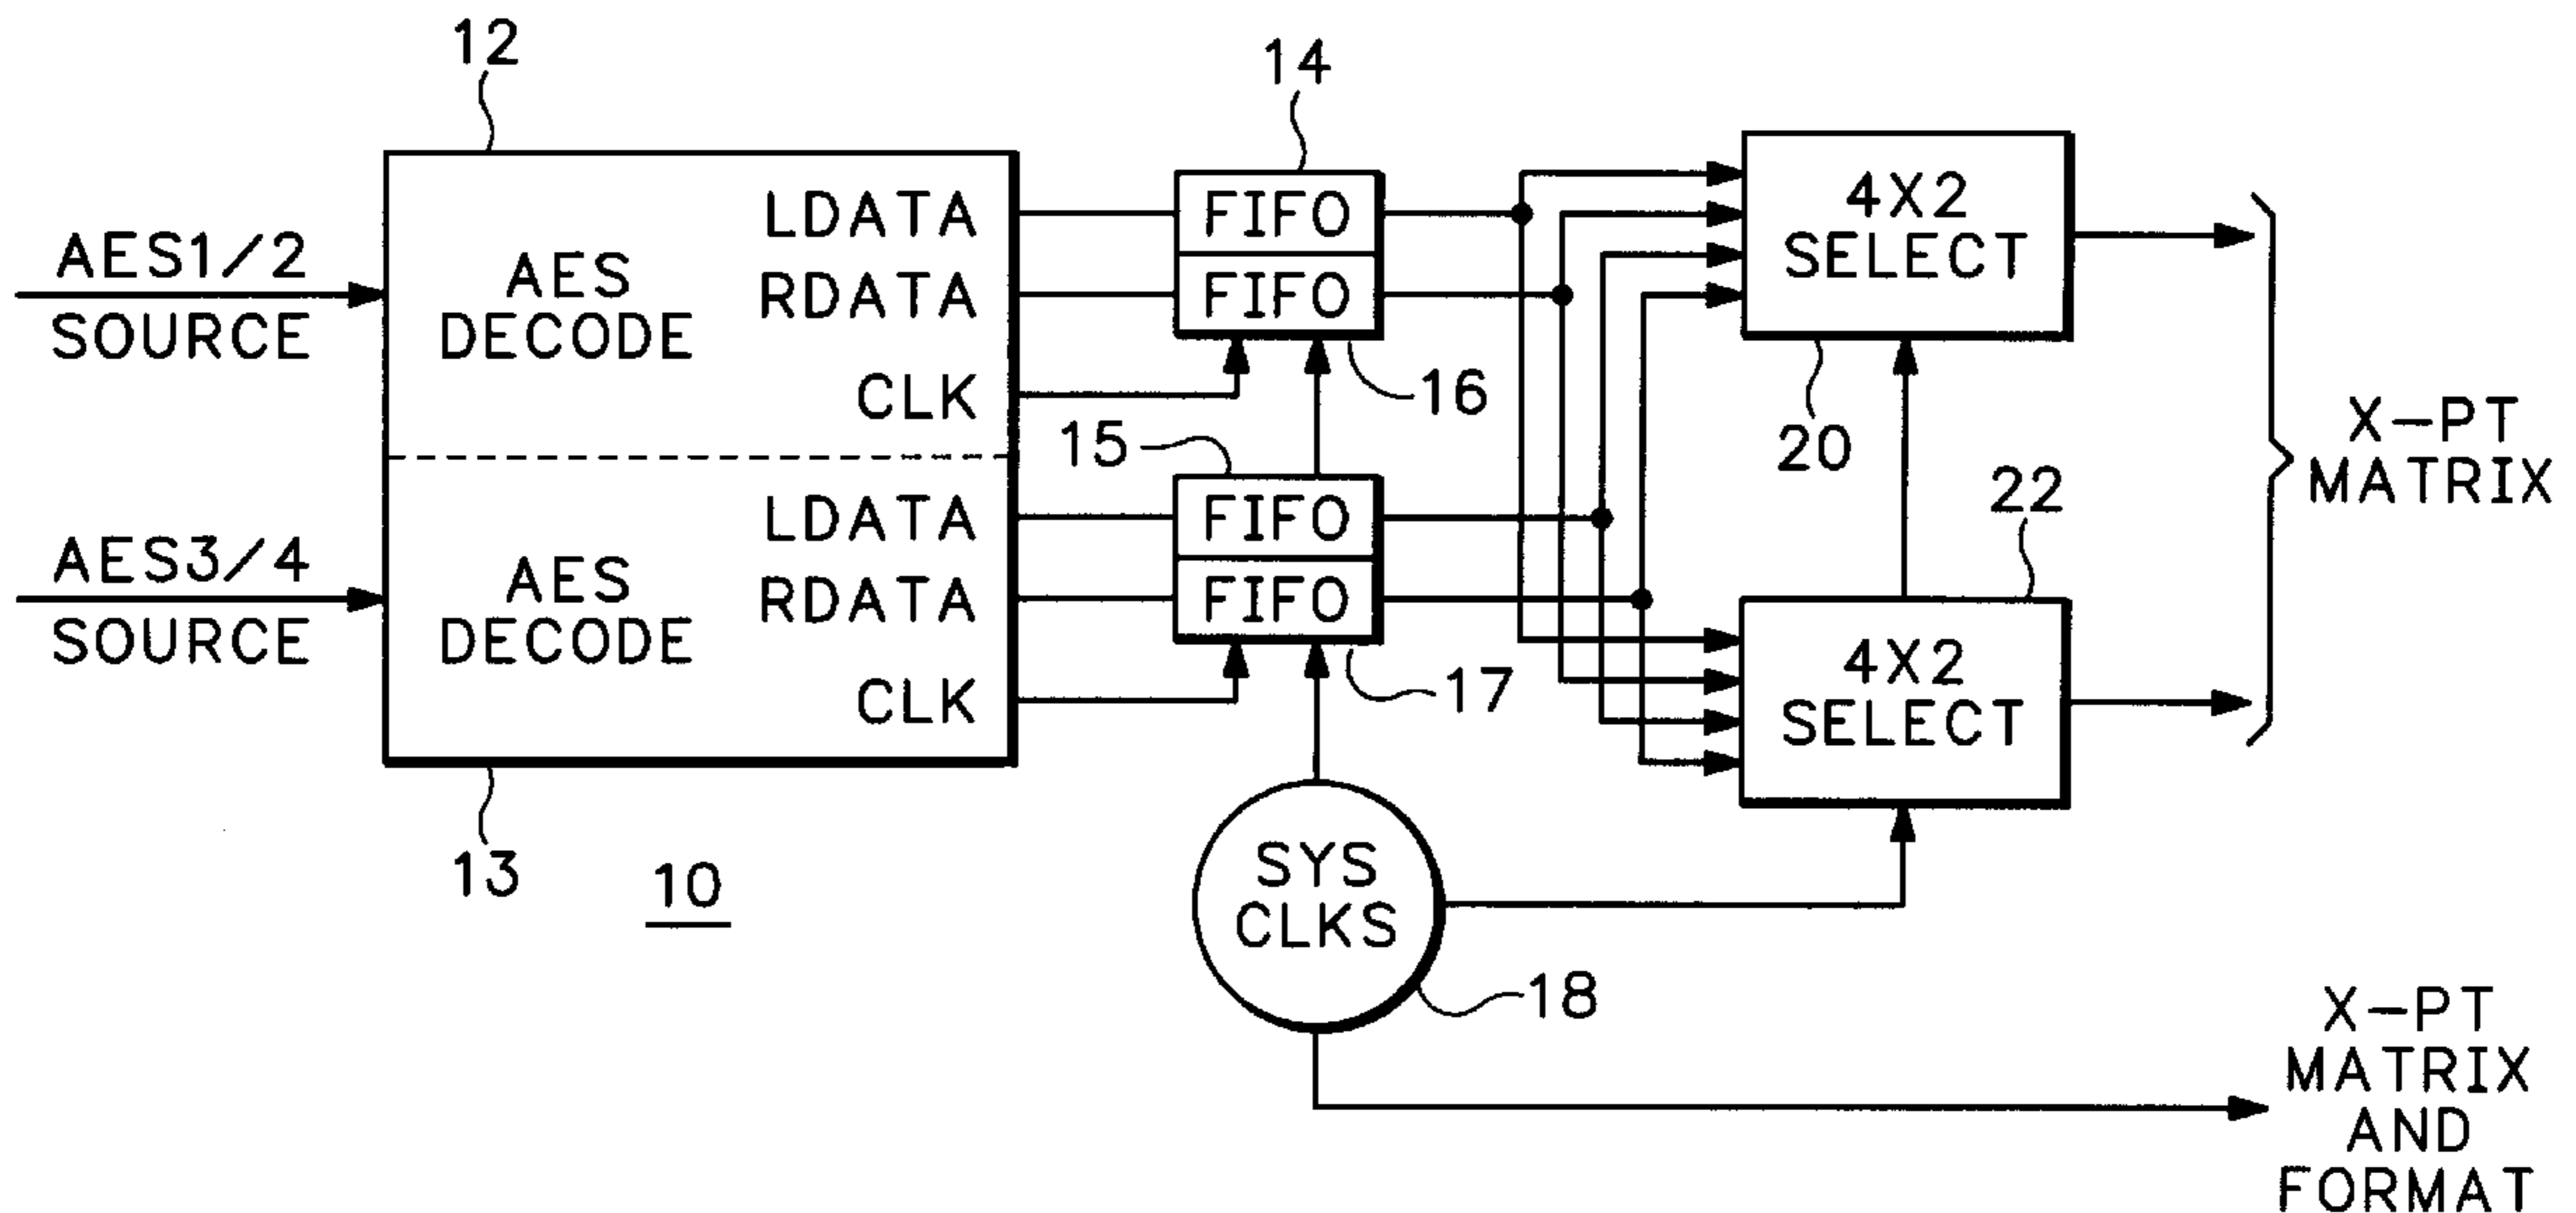 12
14
AES1/2
SOURCE
AES
DECODE
LDATA
RDATA
CLK
FIFO
FIFO
16
4X2
SELECT
20
X-PT
MATRIX
AES3/4
SOURCE
AES
DECODE
LDATA
RDATA
CLK
15
FIFO
FIFO
17
22
4X2
SELECT
13
10
SYS
CLKS
18
X-PT
MATRIX
AND
FORMAT